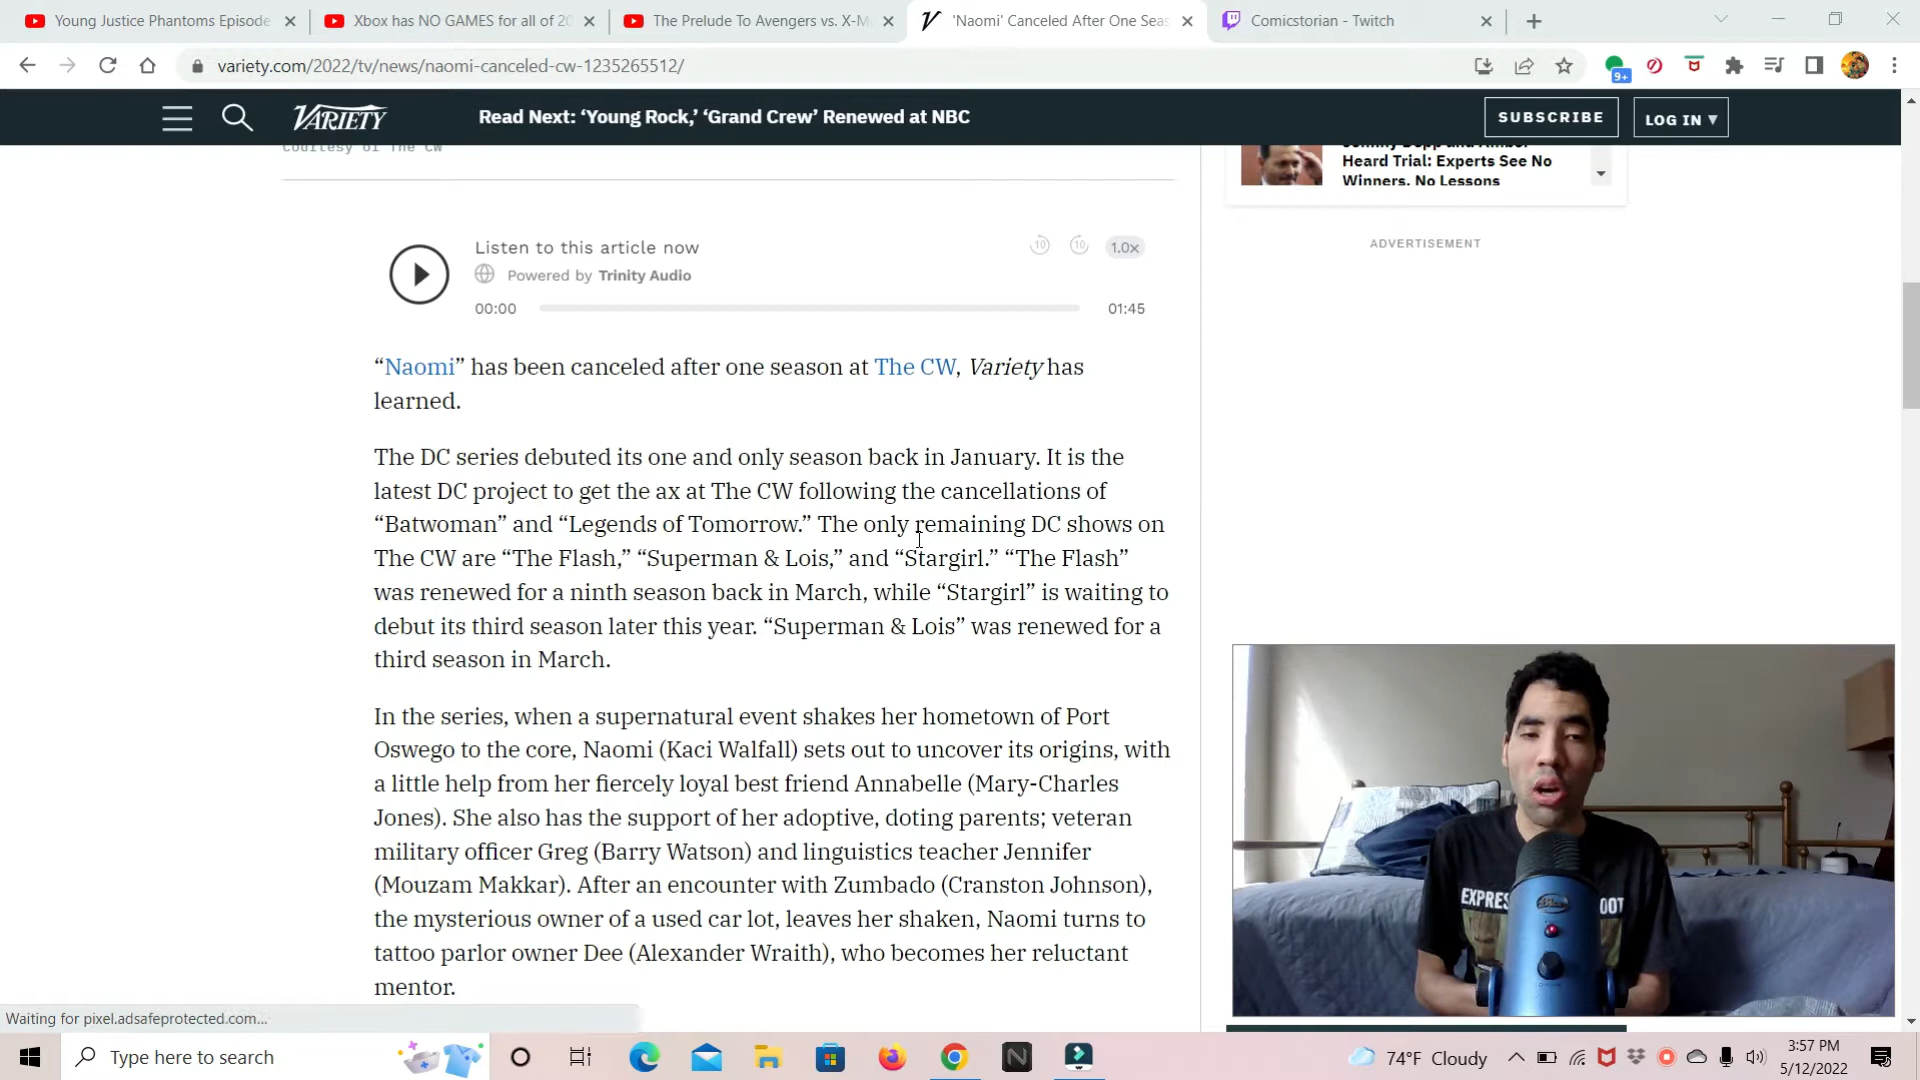 Young Justice Phantoms Episode
Xbox has NO GAMES for all of 20
The Prelude To Avengers vs. X-M
'Naomi' Canceled After One Seas
Comicstorian - Twitch
variety.com/2022/tv/news/naomi-canceled-cw-1235265512/
9+
VARIETY
Read Next: ‘Young Rock,’ ‘Grand Crew’ Renewed at NBC
SUBSCRIBE
LOG IN ▼
Courtesy of The CW
Johnny Depp and Amber
Heard Trial: Experts See No
Winners, No Lessons
ADVERTISEMENT
Listen to this article now
10
10
1.0x
Powered by Trinity Audio
00:00
01:45
“Naomi” has been canceled after one season at The CW, Variety has
learned.
The DC series debuted its one and only season back in January. It is the
latest DC project to get the ax at The CW following the cancellations of
“Batwoman” and “Legends of Tomorrow.” The only remaining DC shows on
The CW are “The Flash,” “Superman & Lois,” and “Stargirl.” “The Flash”
was renewed for a ninth season back in March, while “Stargirl” is waiting to
debut its third season later this year. “Superman & Lois” was renewed for a
third season in March.
In the series, when a supernatural event shakes her hometown of Port
Oswego to the core, Naomi (Kaci Walfall) sets out to uncover its origins, with
a little help from her fiercely loyal best friend Annabelle (Mary-Charles
Jones). She also has the support of her adoptive, doting parents; veteran
military officer Greg (Barry Watson) and linguistics teacher Jennifer
(Mouzam Makkar). After an encounter with Zumbado (Cranston Johnson),
the mysterious owner of a used car lot, leaves her shaken, Naomi turns to
tattoo parlor owner Dee (Alexander Wraith), who becomes her reluctant
mentor.
EXPRES
OOT
Waiting for pixel.adsafeprotected.com...
Type here to search
74°F Cloudy
3:57 PM
5/12/2022